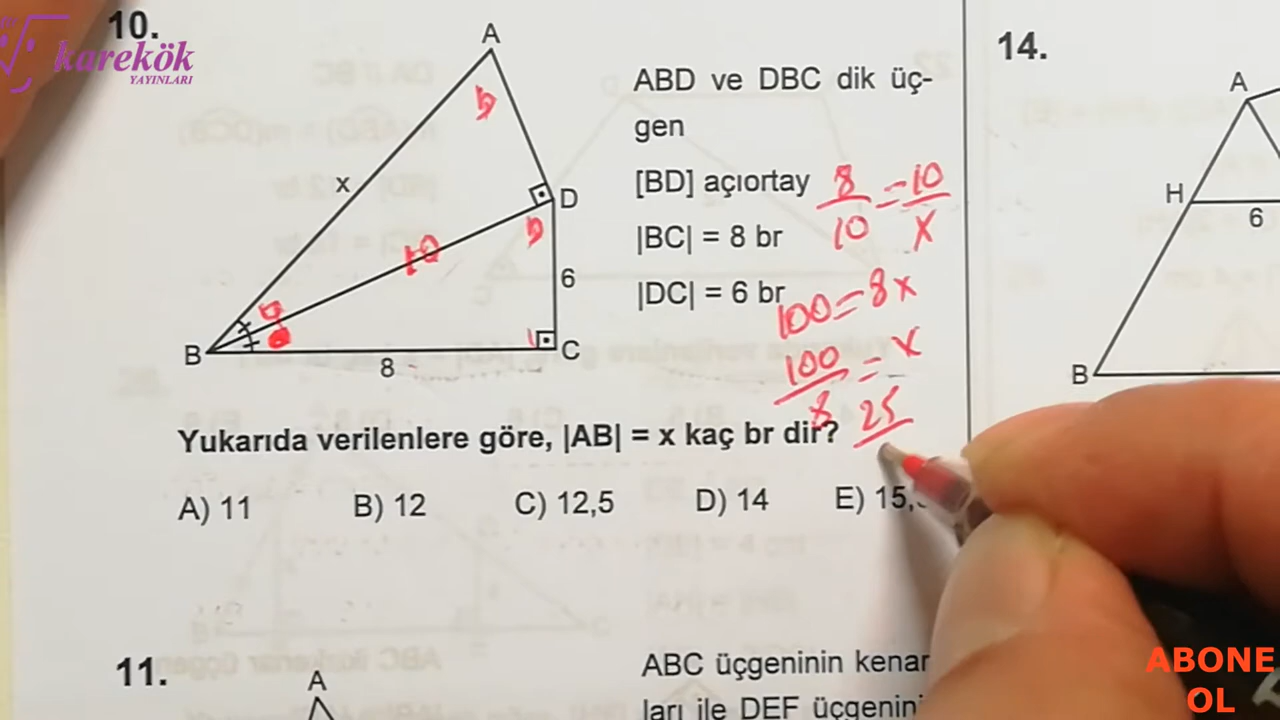 10.
karekök
YAYINLARI
A
x
D
10
6
B
8
C
ABD ve DBC dik üç-
gen
[BD] açıortay
|BC| = 8 br
|DC| = 6 br
8/10 = 10/x
100 = 8x
100/8 = x
25
Yukarıda verilenlere göre, |AB| = x kaç br dir?
A) 11 B) 12 C) 12,5 D) 14 E) 15,
11.
A
ABC üçgeninin kenar
ları ile DEF üçgenini
14.
A
H
6
B
ABONE
OL